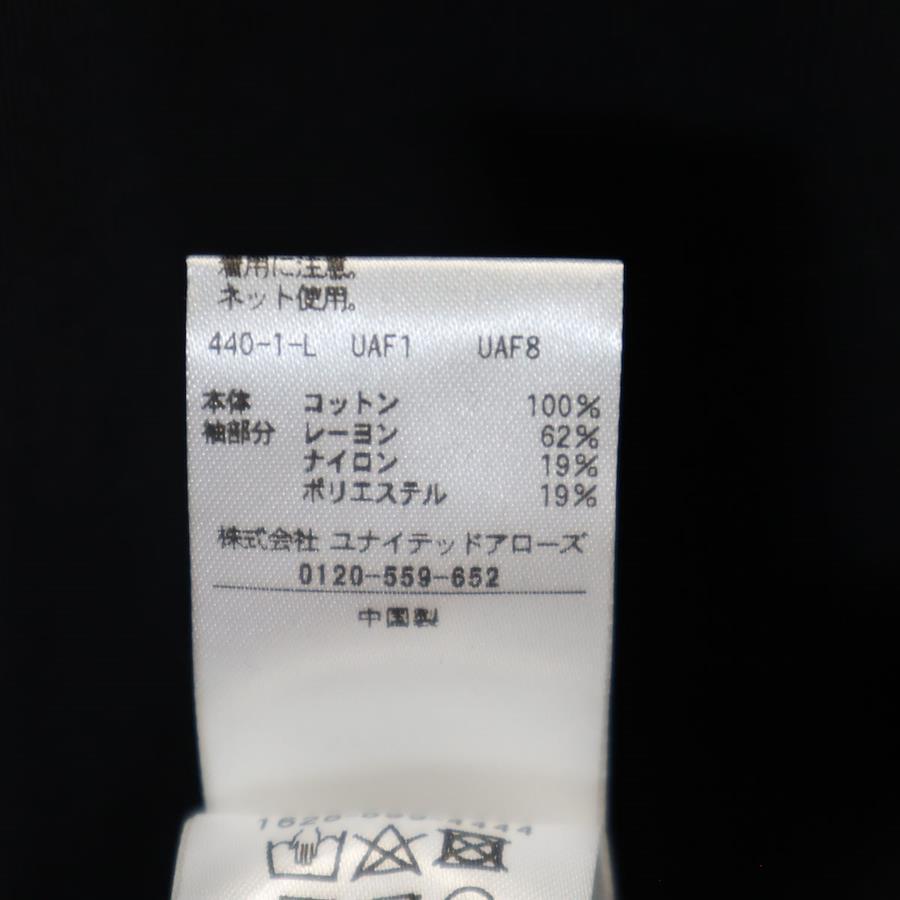 着用に注意。
ネット使用。
440-1-L UAF1 UAF8
本体 コットン 100%
袖部分 レーヨン 62%
ナイロン 19%
ポリエステル 19%
株式会社 ユナイテッドアローズ
0120-559-652
中国製